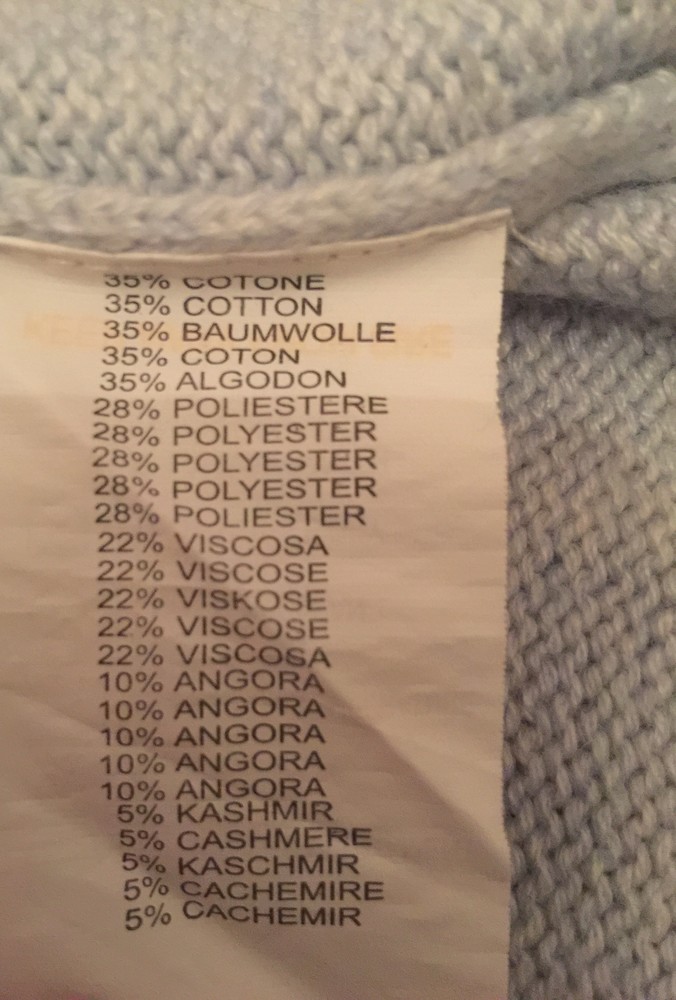 35% COTONE
35% COTTON
35% BAUMWOLLE
35% COTON
35% ALGODON
28% POLIESTERE
28% POLYESTER
28% POLYESTER
28% POLYESTER
28% POLIESTER
22% VISCOSA
22% VISCOSE
22% VISKOSE
22% VISCOSE
22% VISCOSA
10% ANGORA
10% ANGORA
10% ANGORA
10% ANGORA
10% ANGORA
5% KASHMIR
5% CASHMERE
5% KASCHMIR
5% CACHEMIRE
5% CACHEMIR